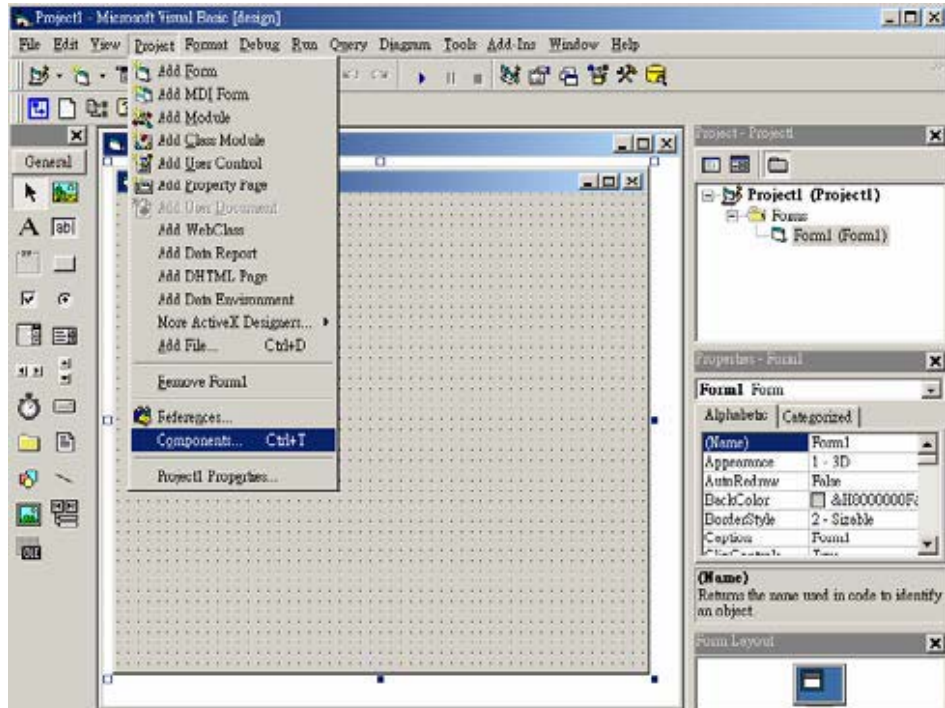 Project1 - Microsoft Visual Basic [design]
File Edit View Project Format Debug Run Query Diagram Tools Add-Ins Window Help
Add Form
Add MDI Form
Add Module
Add Class Module
Add User Control
Add Property Page
Add User Document
Add WebClass
Add Data Report
Add DHTML Page
Add Data Environment
More ActiveX Designers...
Add File... Ctrl+D
Remove Form1
References...
Components... Ctrl+T
Project1 Properties...
General
A
abl
OLE
Project - Project1
Project1 (Project1)
Forms
Form1 (Form1)
Properties - Form1
Form1 Form
Alphabetic Categorized
(Name) Form1
Appearance 1 - 3D
AutoRedraw False
BackColor &H8000000F&
BorderStyle 2 - Sizable
Caption Form1
ClipControls True
(Name)
Returns the name used in code to identify
an object.
Form Layout